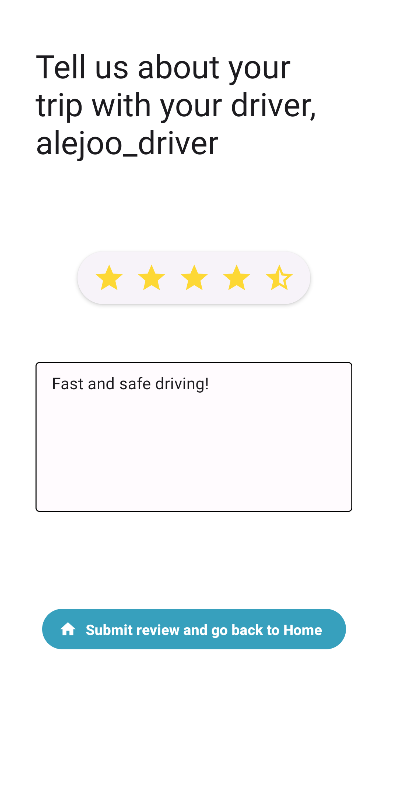 Tell us about your
trip with your driver,
alejoo_driver
Fast and safe driving!
Submit review and go back to Home